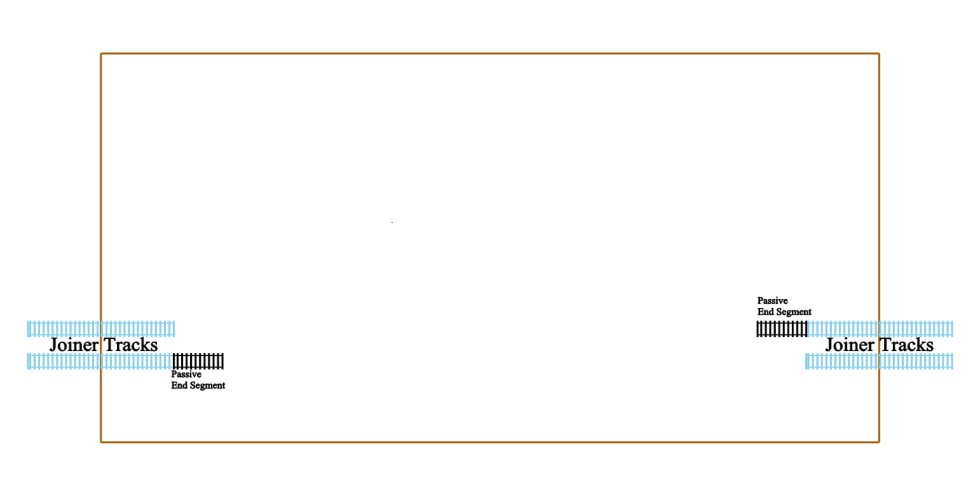 Passive
End Segment
Joiner Tracks
Joiner Tracks
Passive
End Segment